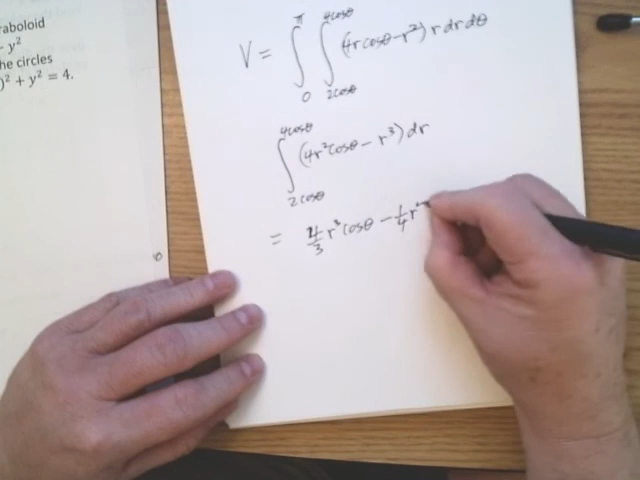 raboloid
- y²
he circles
)² + y² = 4.
V = ∫₀^π ∫_{2cosθ}^{4cosθ} (4r cosθ - r²) r dr dθ
∫_{2cosθ}^{4cosθ} (4r² cosθ - r³) dr
= 4/3 r³ cosθ - 1/4 r⁴